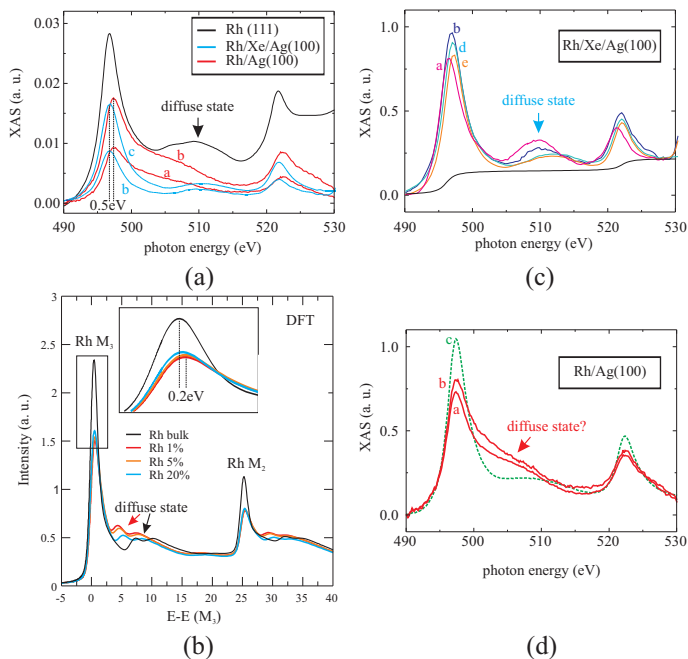 0.03
0.02
0.01
0.00
XAS (a. u.)
Rh (111)
Rh/Xe/Ag(100)
Rh/Ag(100)
diffuse state
c
b
a
b
0.5eV
490 500 510 520 530
photon energy (eV)
(a)
1.0
0.5
0.0
XAS (a. u.)
b
d
a
e
Rh/Xe/Ag(100)
diffuse state
490 500 510 520 530
photon energy (eV)
(c)
3
2.5
2
1.5
1
0.5
0
Intensity (a. u.)
DFT
Rh M3
0.2eV
Rh bulk
Rh 1%
Rh 5%
Rh 20%
Rh M2
diffuse state
-5 0 5 10 15 20 25 30 35 40
E-E (M3)
(b)
1.0
0.5
0.0
XAS (a. u.)
c
b
a
Rh/Ag(100)
diffuse state?
490 500 510 520 530
photon energy (eV)
(d)